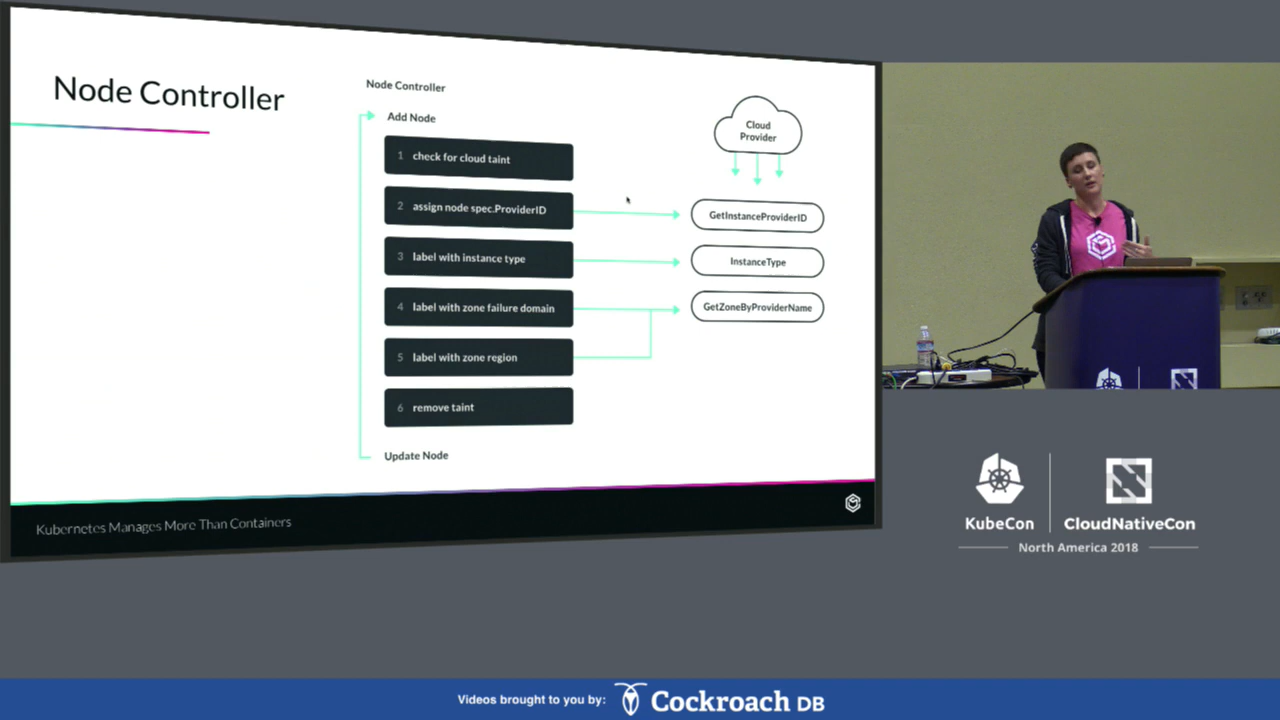 Node Controller
Node Controller
Add Node
1 check for cloud taint
2 assign node spec.ProviderID
3 label with instance type
4 label with zone failure domain
5 label with zone region
6 remove taint
Update Node
Cloud
Provider
GetInstanceProviderID
InstanceType
GetZoneByProviderName
Kubernetes Manages More Than Containers
KubeCon
CloudNativeCon
North America 2018
Videos brought to you by:
Cockroach DB